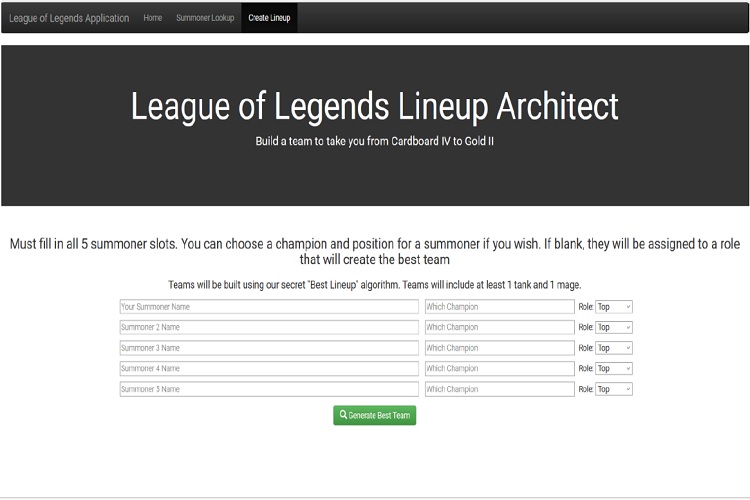 League of Legends Application Home Summoner Lookup Create Lineup
League of Legends Lineup Architect
Build a team to take you from Cardboard IV to Gold II
Must fill in all 5 summoner slots. You can choose a champion and position for a summoner if you wish. If blank, they will be assigned to a role
that will create the best team
Teams will be built using our secret "Best Lineup" algorithm. Teams will include at least 1 tank and 1 mage.
Your Summoner Name Which Champion Role: Top
Summoner 2 Name Which Champion Role: Top
Summoner 3 Name Which Champion Role: Top
Summoner 4 Name Which Champion Role: Top
Summoner 5 Name Which Champion Role: Top
Generate Best Team